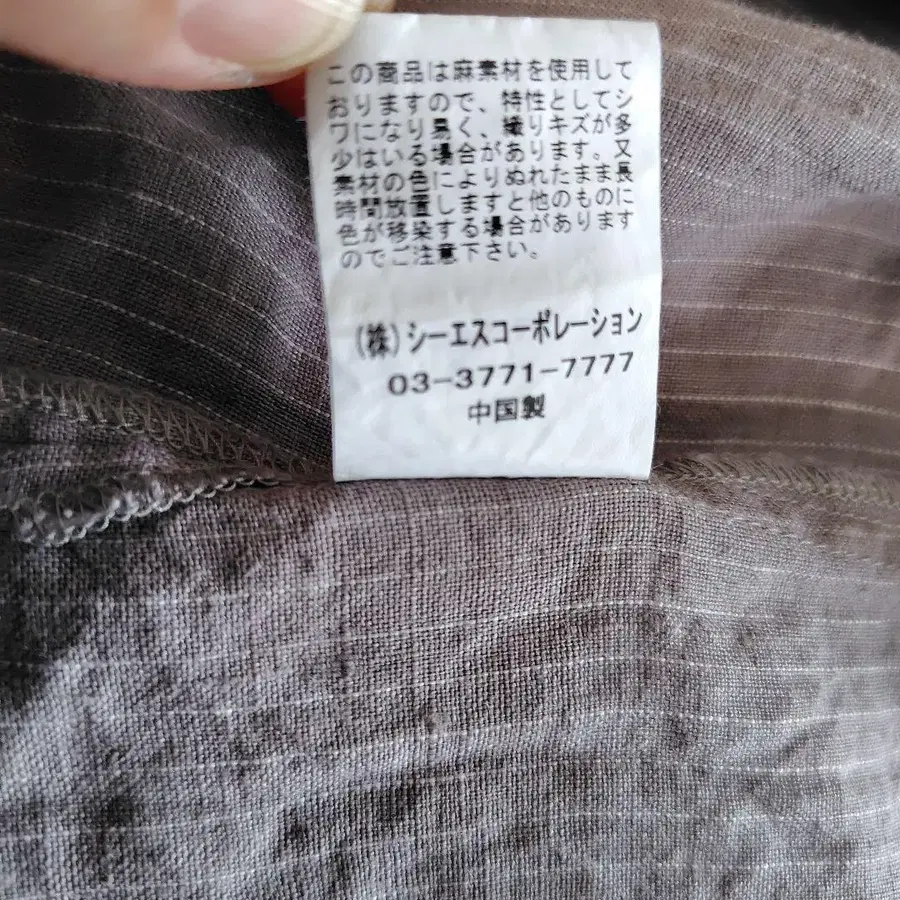 この商品は麻素材を使用して
おりますので、特性としてシ
ワになり易く、織りキズが多
少はいる場合があります。又
素材の色によりぬれたまま長
時間放置しますと他のものに
色が移染する場合があります
のでご注意下さい。
(株)シーエスコーポレーション
03-3771-7777
中国製